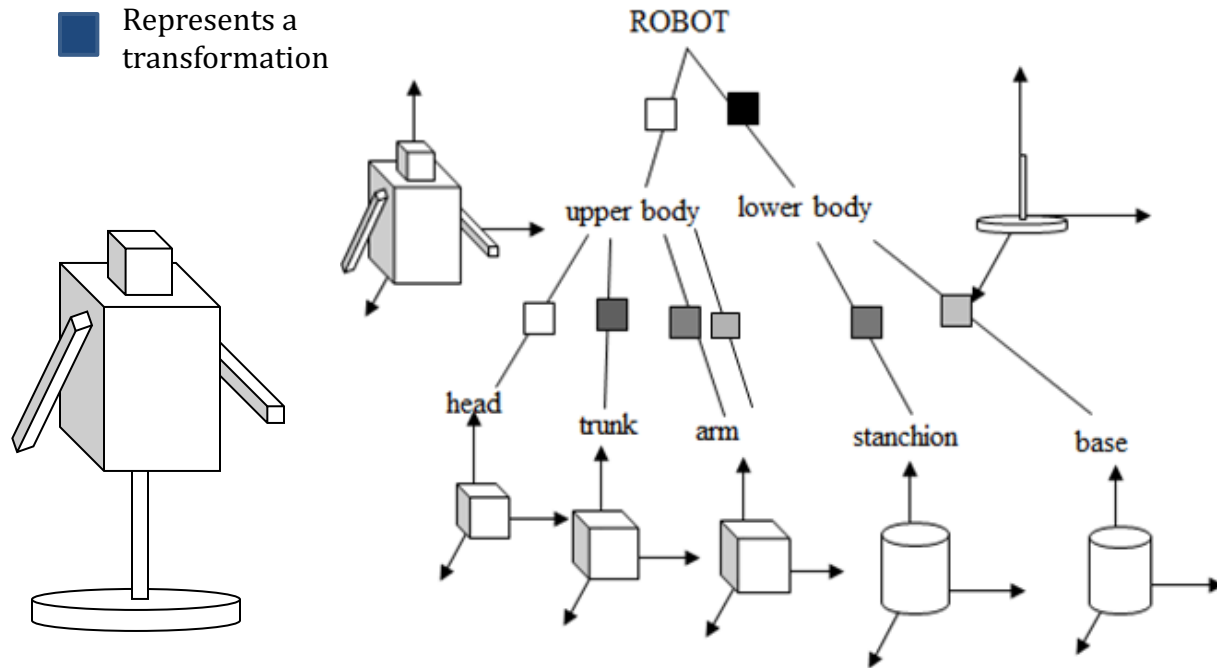 Represents a
transformation
ROBOT
upper body
lower body
head
trunk
arm
stanchion
base